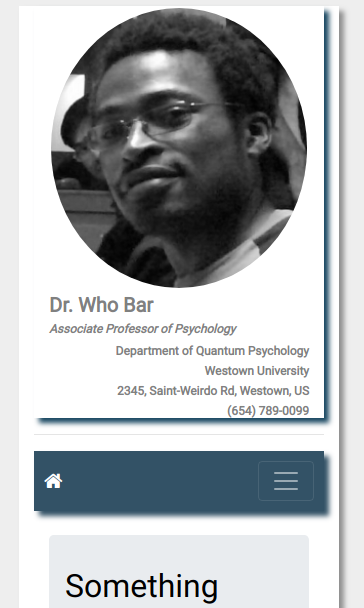 Dr. Who Bar
Associate Professor of Psychology
Department of Quantum Psychology
Westown University
2345, Saint-Weirdo Rd, Westown, US
(654) 789-0099
Something